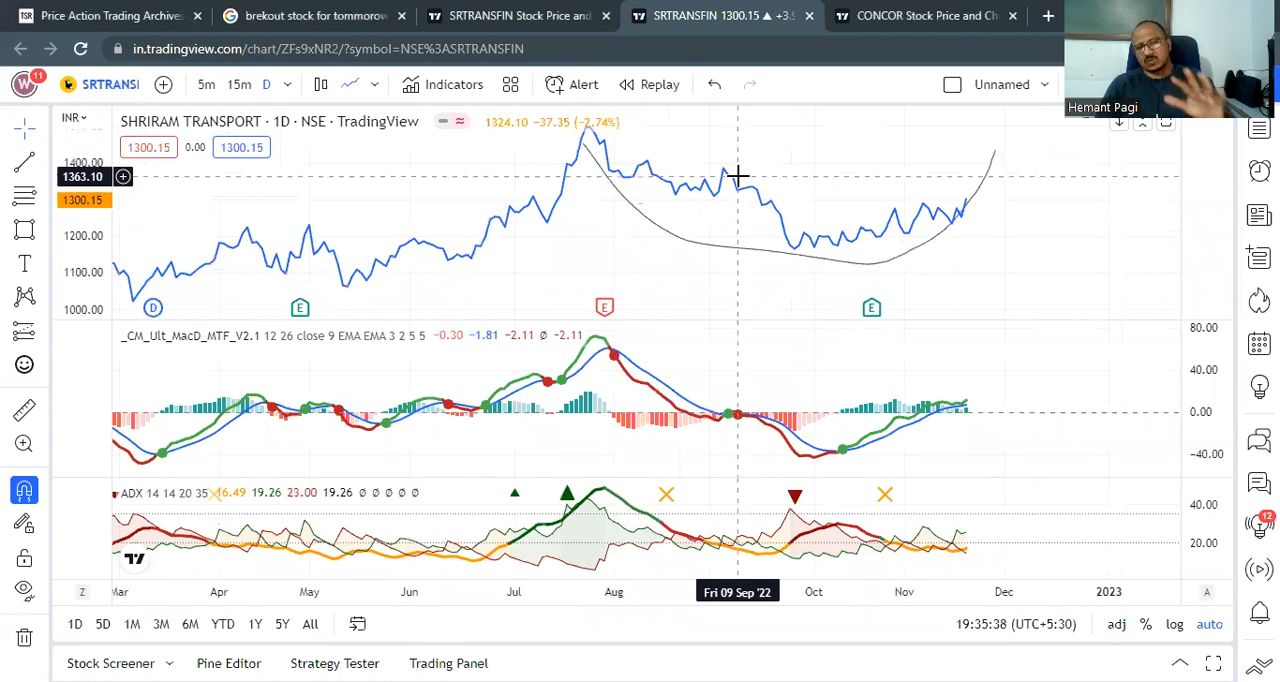 Price Action Trading Archives
brekout stock for tommorow
SRTRANSFIN Stock Price and
SRTRANSFIN 1300.15 ▲ +3.
CONCOR Stock Price and Ch
in.tradingview.com/chart/ZFs9xNR2/?symbol=NSE%3ASRTRANSFIN
W 11 SRTRANSI 5m 15m D Indicators Alert Replay Unnamed
Hemant Pagi
INR SHRIRAM TRANSPORT · 1D · NSE · TradingView 1324.10 −37.35 (−2.74%)
1300.15 0.00 1300.15
1400.00
1363.10
1300.15
1200.00
1100.00
1000.00
D E E E
_CM_Ult_MacD_MTF_V2.1 12 26 close 9 EMA EMA 3 2 5 5 −0.30 −1.81 −2.11 Ø −2.11
80.00
40.00
0.00
−40.00
ADX 14 14 20 35 16.49 19.26 23.00 19.26 Ø Ø Ø Ø Ø
40.00
20.00
12
Z Mar Apr May Jun Jul Aug Fri 09 Sep '22 Oct Nov Dec 2023 A
1D 5D 1M 3M 6M YTD 1Y 5Y All 19:35:38 (UTC+5:30) adj % log auto
Stock Screener Pine Editor Strategy Tester Trading Panel